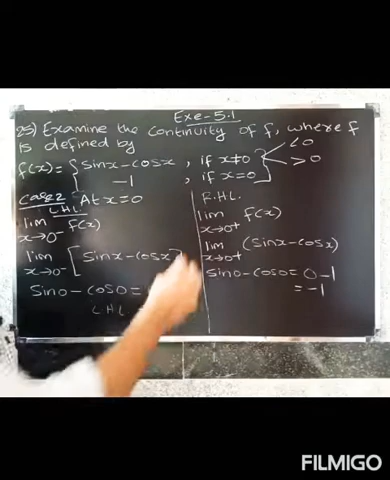 Exe-5.1
25) Examine the continuity of f, where f
is defined by
f(x) = { sinx-cosx , if x≠0 <0
-1 , if x=0 >0
Case2 At x=0
LHL
lim f(x)
x→0⁻
lim [sinx-cosx]
x→0⁻
sin0-cos0=
LHL
R.HL.
lim f(x)
x→0⁺
lim (sinx-cosx)
x→0⁺
sin0-cos0= 0-1
= -1
FILMIGO